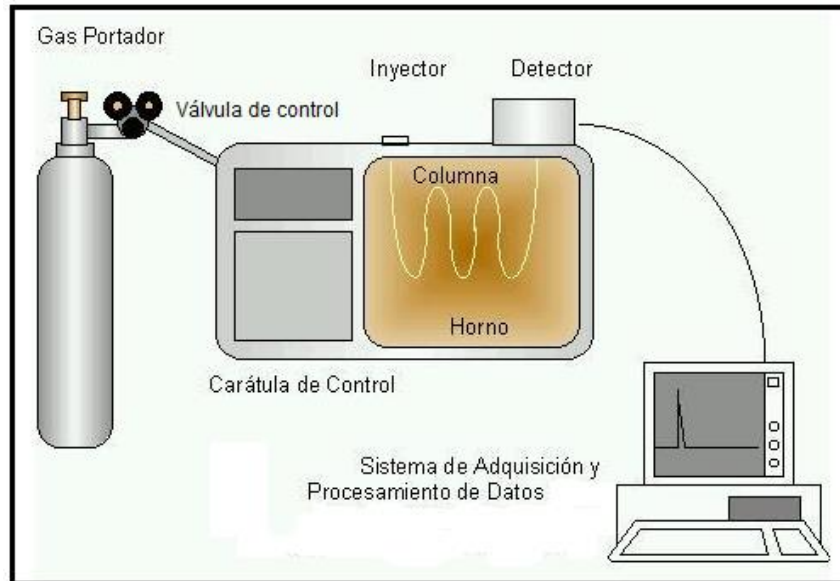 Gas Portador
Inyector
Detector
Válvula de control
Columna
Horno
Carátula de Control
Sistema de Adquisición y
Procesamiento de Datos